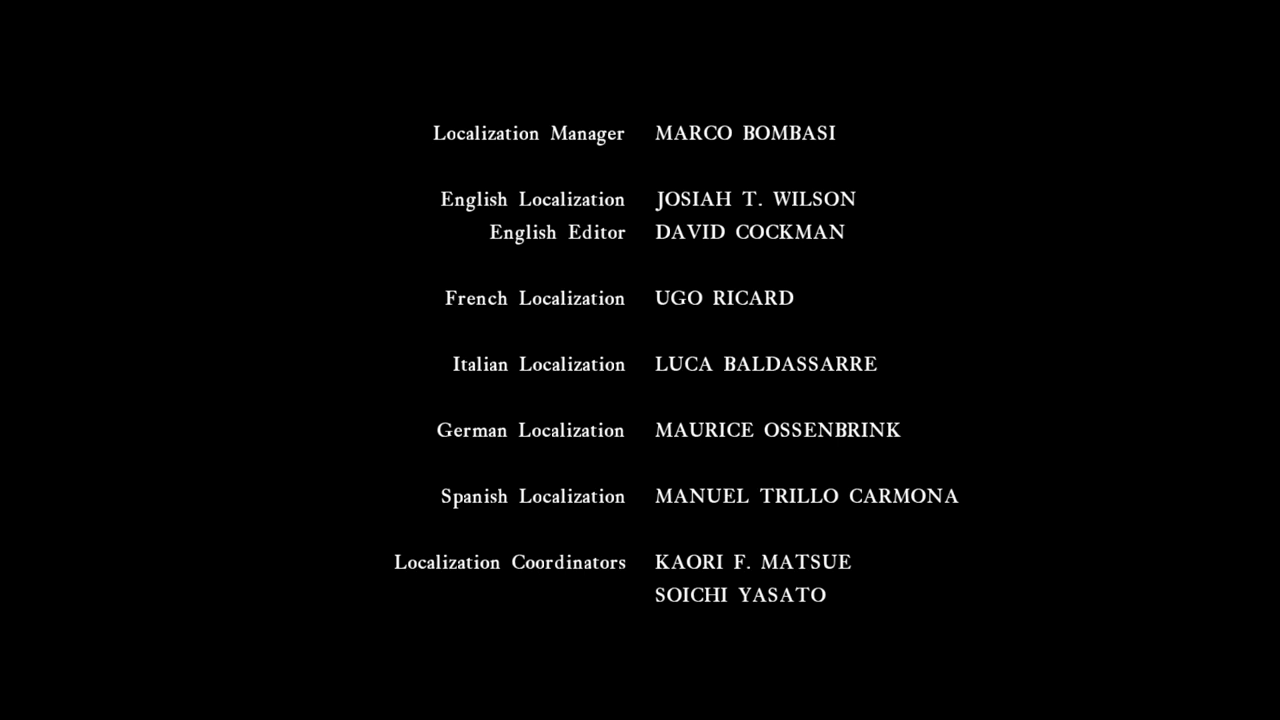 Localization Manager MARCO BOMBASI
English Localization JOSIAH T. WILSON
English Editor DAVID COCKMAN
French Localization UGO RICARD
Italian Localization LUCA BALDASSARRE
German Localization MAURICE OSSENBRINK
Spanish Localization MANUEL TRILLO CARMONA
Localization Coordinators KAORI F. MATSUE
SOICHI YASATO